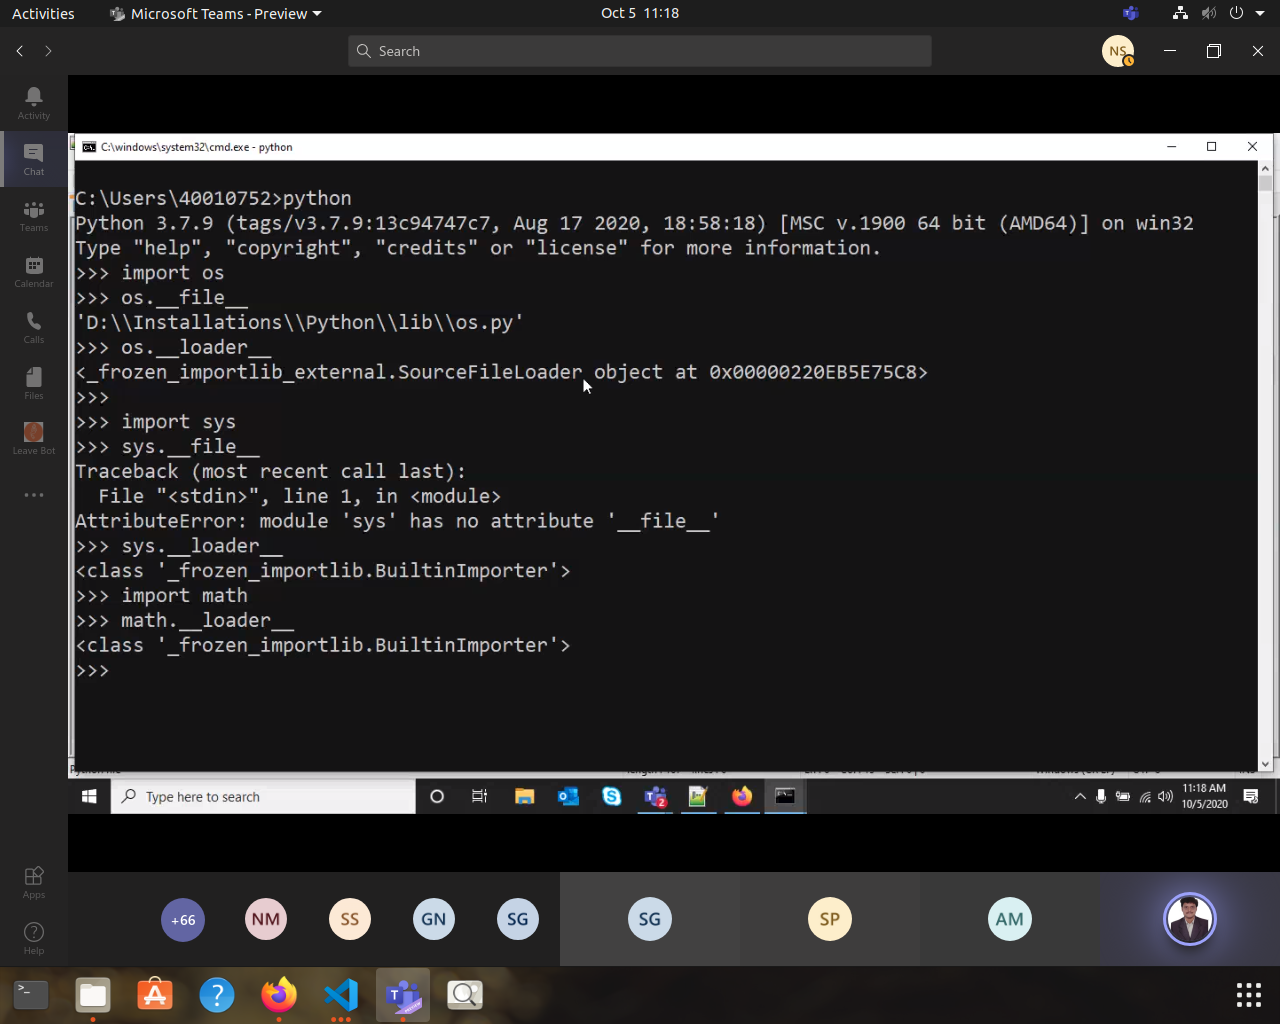 Activities
Microsoft Teams - Preview
Oct 5 11:18
Search
NS
Activity
Chat
Teams
Calendar
Calls
Files
Leave Bot
C:\windows\system32\cmd.exe - python
C:\Users\40010752>python
Python 3.7.9 (tags/v3.7.9:13c94747c7, Aug 17 2020, 18:58:18) [MSC v.1900 64 bit (AMD64)] on win32
Type "help", "copyright", "credits" or "license" for more information.
>>> import os
>>> os.__file__
'D:\\Installations\\Python\\lib\\os.py'
>>> os.__loader__
<_frozen_importlib_external.SourceFileLoader object at 0x00000220EB5E75C8>
>>>
>>> import sys
>>> sys.__file__
Traceback (most recent call last):
  File "<stdin>", line 1, in <module>
AttributeError: module 'sys' has no attribute '__file__'
>>> sys.__loader__
<class '_frozen_importlib.BuiltinImporter'>
>>> import math
>>> math.__loader__
<class '_frozen_importlib.BuiltinImporter'>
>>>
Type here to search
2
11:18 AM
10/5/2020
Apps
Help
+66
NM
SS
GN
SG
SG
SP
AM